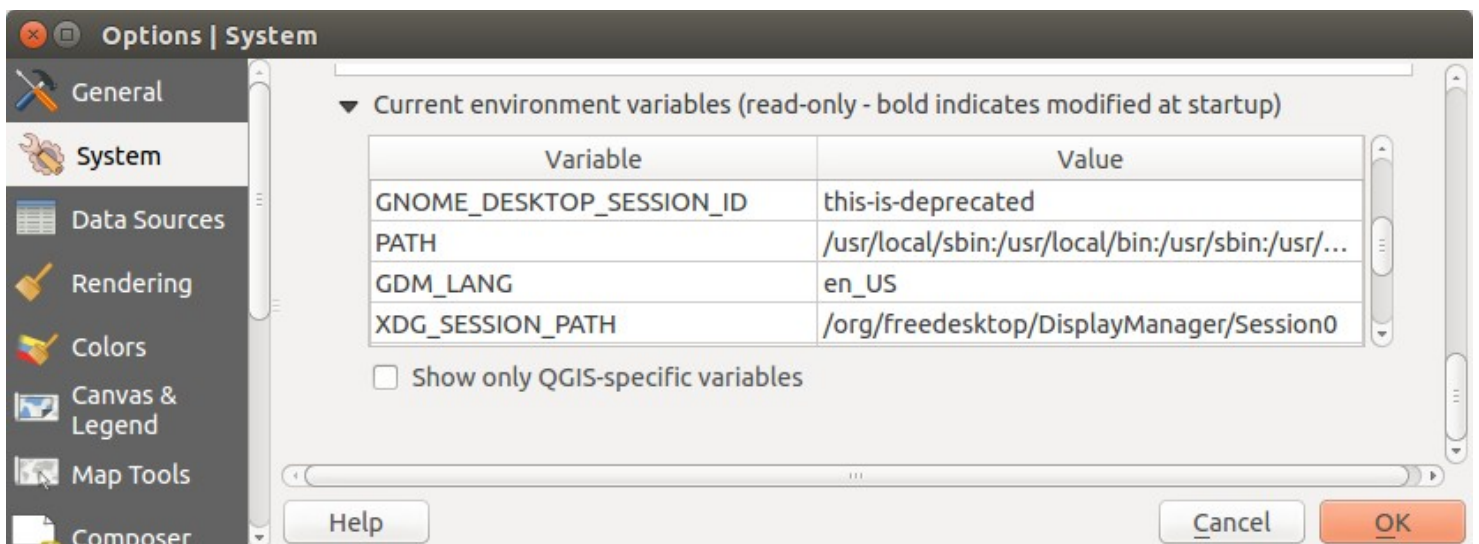 Options | System
General
System
Data Sources
Rendering
Colors
Canvas &
Legend
Map Tools
Composer
Current environment variables (read-only - bold indicates modified at startup)
Variable Value
GNOME_DESKTOP_SESSION_ID this-is-deprecated
PATH /usr/local/sbin:/usr/local/bin:/usr/sbin:/usr/...
GDM_LANG en_US
XDG_SESSION_PATH /org/freedesktop/DisplayManager/Session0
Show only QGIS-specific variables
Help Cancel OK